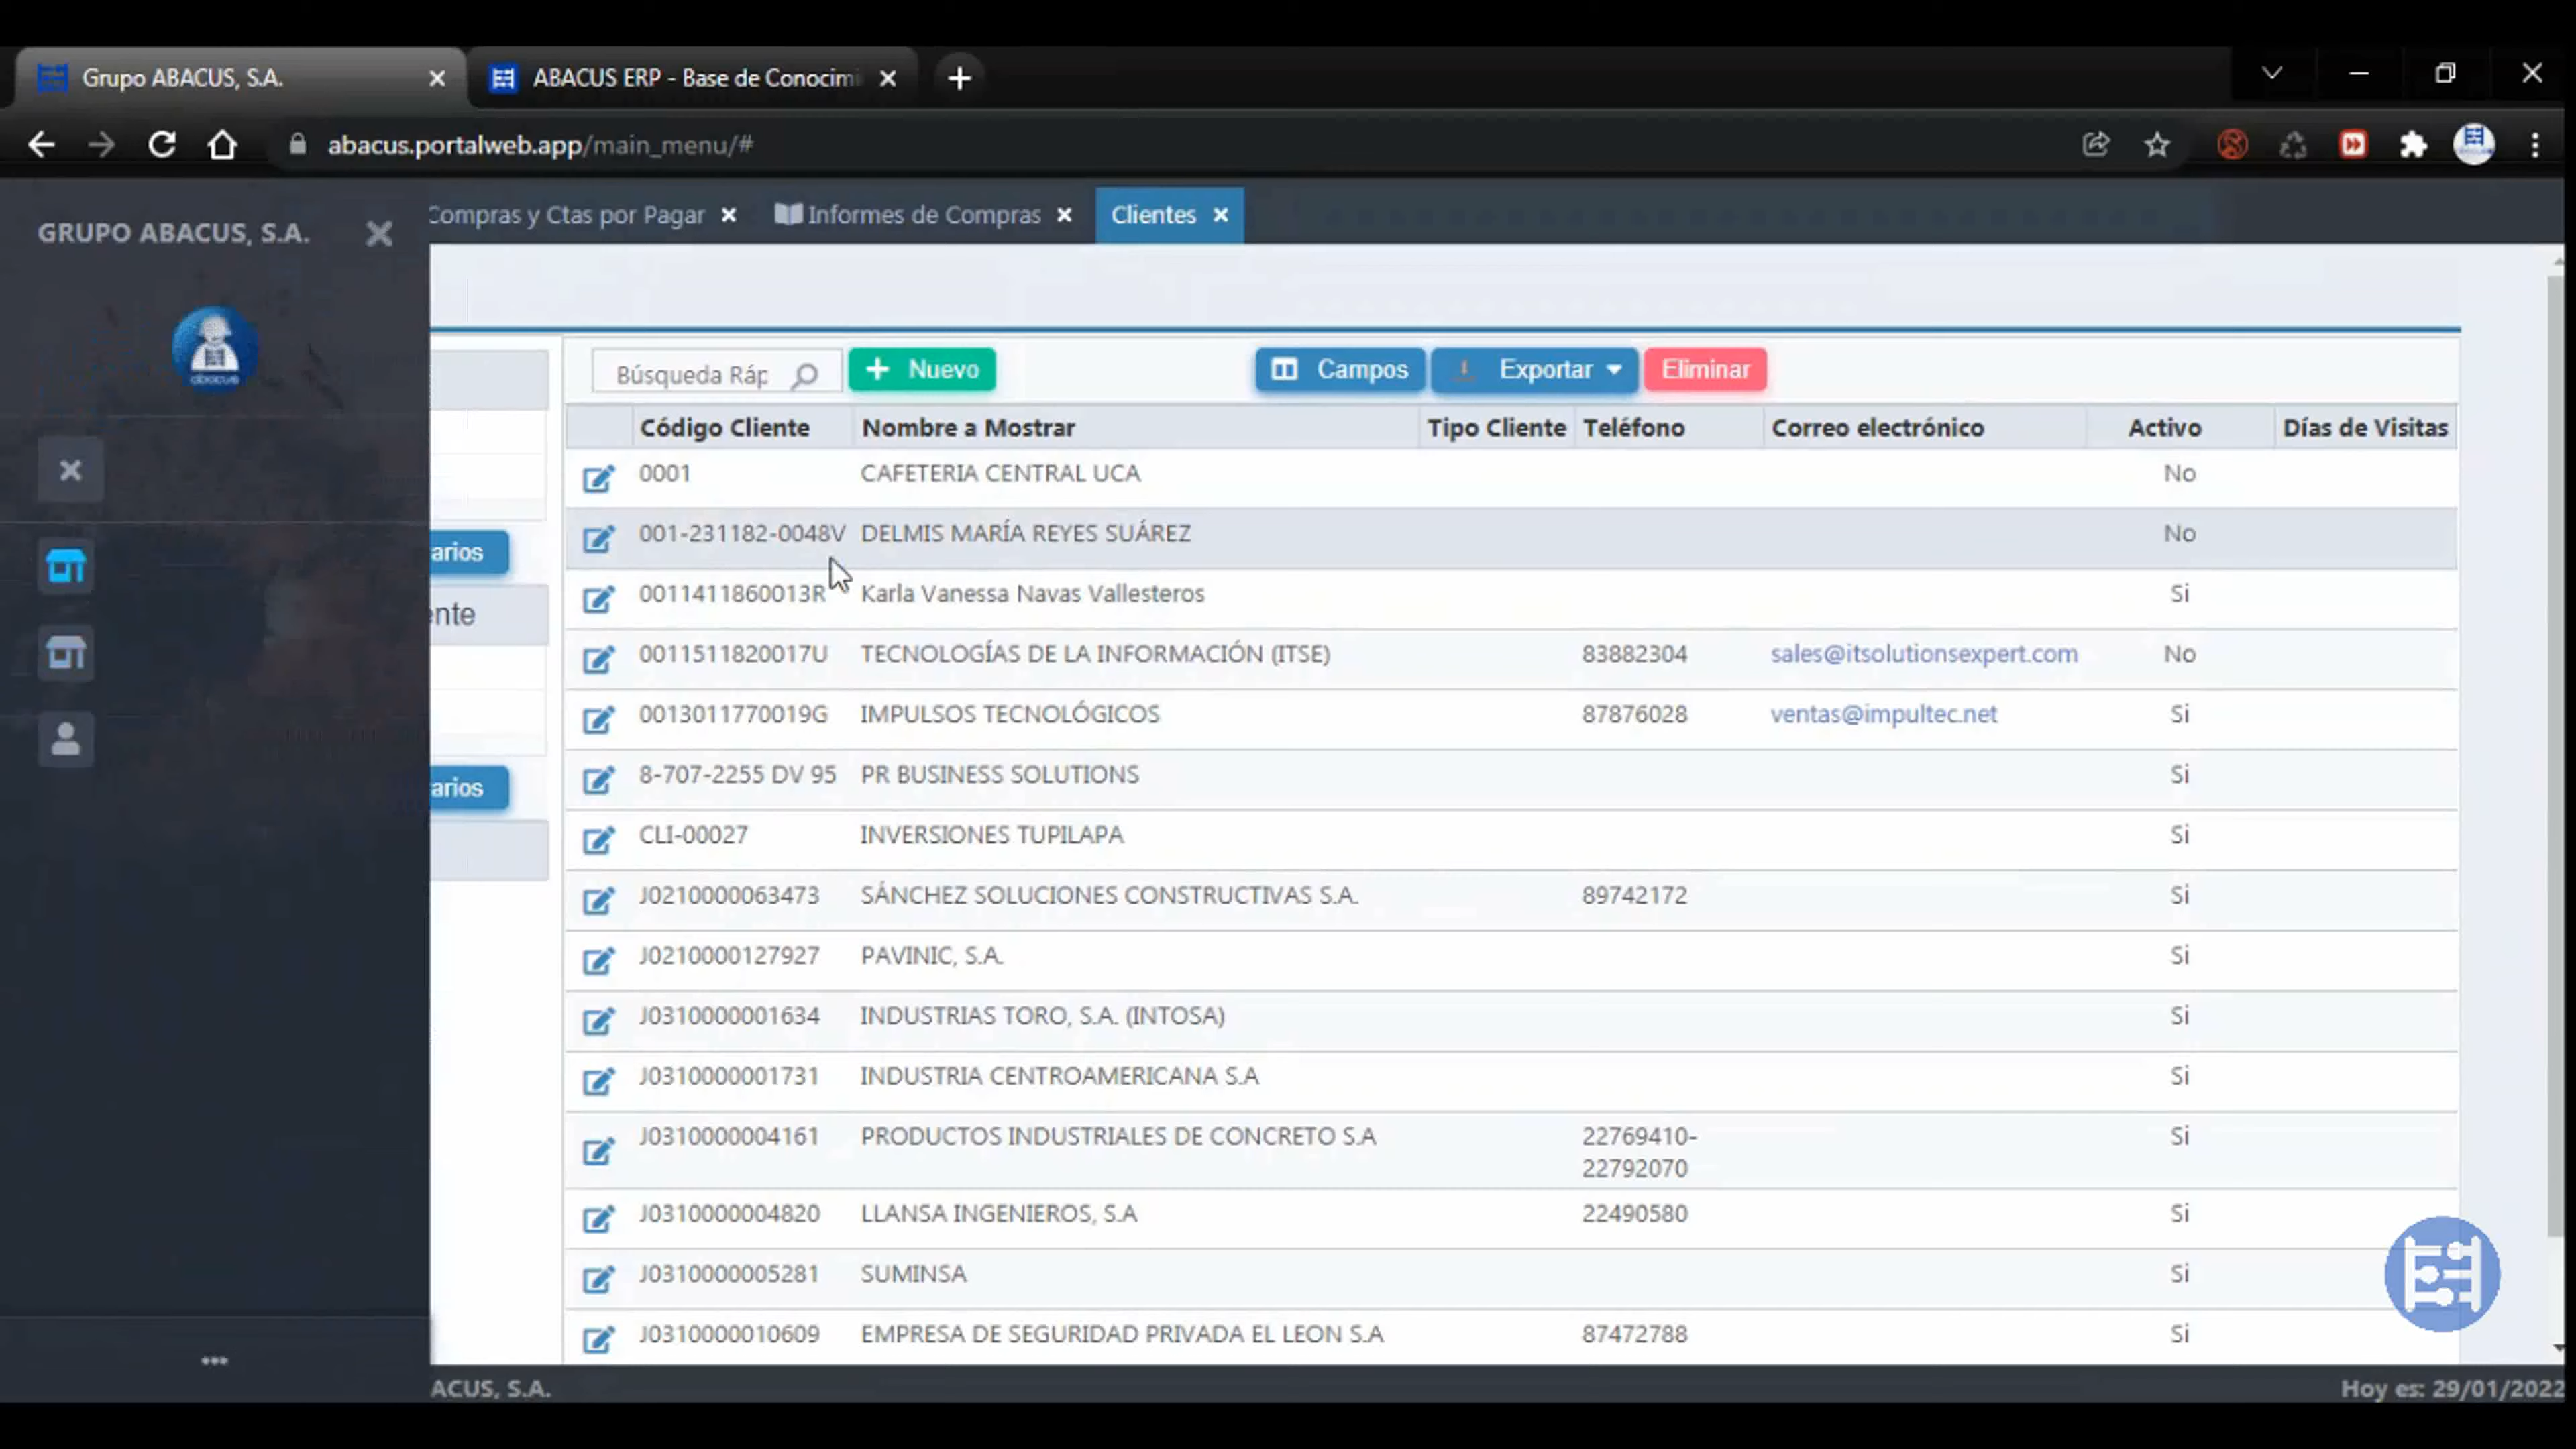 Grupo ABACUS, S.A.
ABACUS ERP - Base de Conocimi
abacus.portalweb.app/main_menu/#
GRUPO ABACUS, S.A.
Compras y Ctas por Pagar
Informes de Compras
Clientes
abacus
Búsqueda Ráp
Nuevo
Campos
Exportar
Eliminar
Código Cliente Nombre a Mostrar Tipo Cliente Teléfono Correo electrónico Activo Días de Visitas
0001 CAFETERIA CENTRAL UCA No
001-231182-0048V DELMIS MARÍA REYES SUÁREZ No
0011411860013R Karla Vanessa Navas Vallesteros Si
0011511820017U TECNOLOGÍAS DE LA INFORMACIÓN (ITSE) 83882304 sales@itsolutionsexpert.com No
0013011770019G IMPULSOS TECNOLÓGICOS 87876028 ventas@impultec.net Si
8-707-2255 DV 95 PR BUSINESS SOLUTIONS Si
CLI-00027 INVERSIONES TUPILAPA Si
J0210000063473 SÁNCHEZ SOLUCIONES CONSTRUCTIVAS S.A. 89742172 Si
J0210000127927 PAVINIC, S.A. Si
J0310000001634 INDUSTRIAS TORO, S.A. (INTOSA) Si
J0310000001731 INDUSTRIA CENTROAMERICANA S.A Si
J0310000004161 PRODUCTOS INDUSTRIALES DE CONCRETO S.A 22769410-
22792070 Si
J0310000004820 LLANSA INGENIEROS, S.A 22490580 Si
J0310000005281 SUMINSA Si
J0310000010609 EMPRESA DE SEGURIDAD PRIVADA EL LEON S.A 87472788 Si
arios
ente
arios
ACUS, S.A.
Hoy es: 29/01/2022